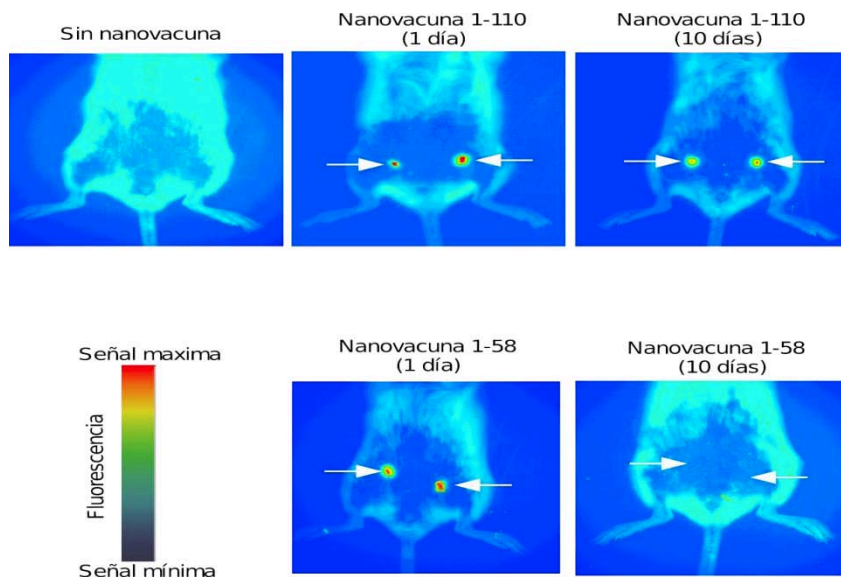 Sin nanovacuna
Nanovacuna 1-110
(1 día)
Nanovacuna 1-110
(10 días)
Señal maxima
Fluorescencia
Señal mínima
Nanovacuna 1-58
(1 día)
Nanovacuna 1-58
(10 días)